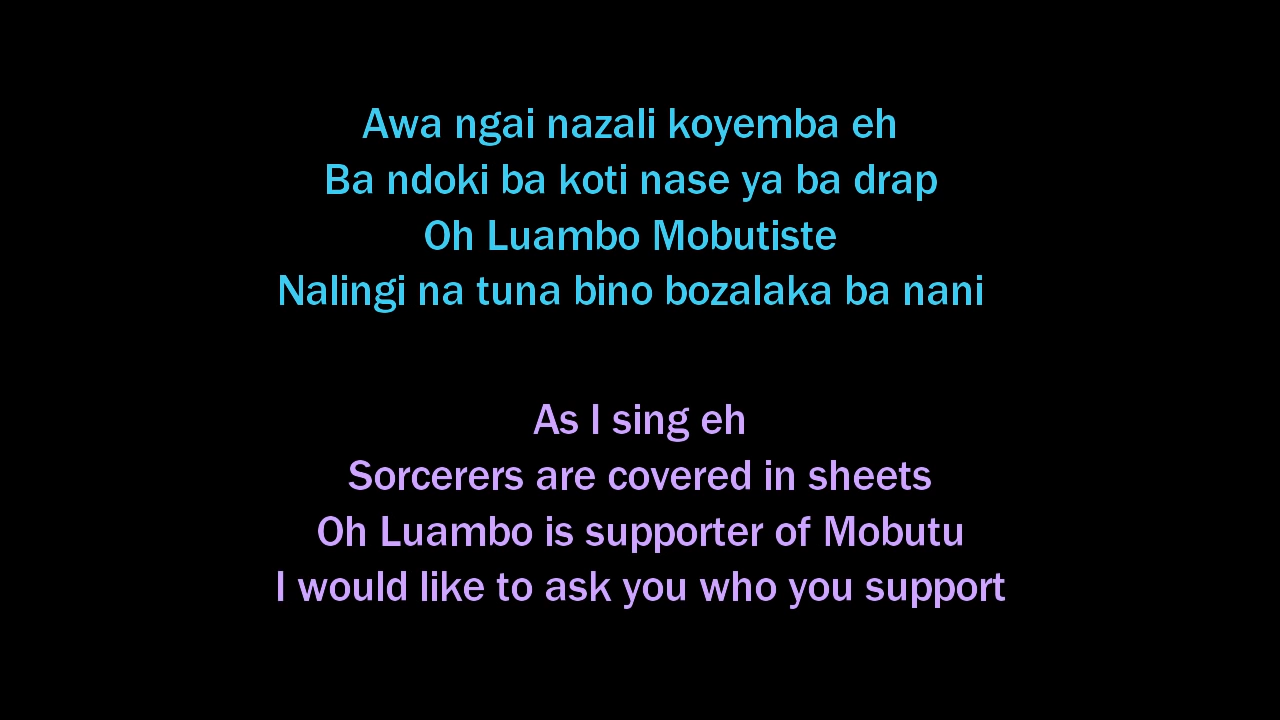 Awa ngai nazali koyemba eh
Ba ndoki ba koti nase ya ba drap
Oh Luambo Mobutiste
Nalingi na tuna bino bozalaka ba nani
As I sing eh
Sorcerers are covered in sheets
Oh Luambo is supporter of Mobutu
I would like to ask you who you support